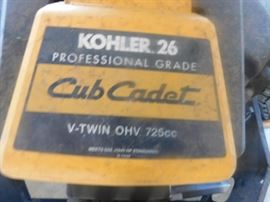 KOHLER 26
PROFESSIONAL GRADE
Cub Cadet
V-TWIN OHV 725cc